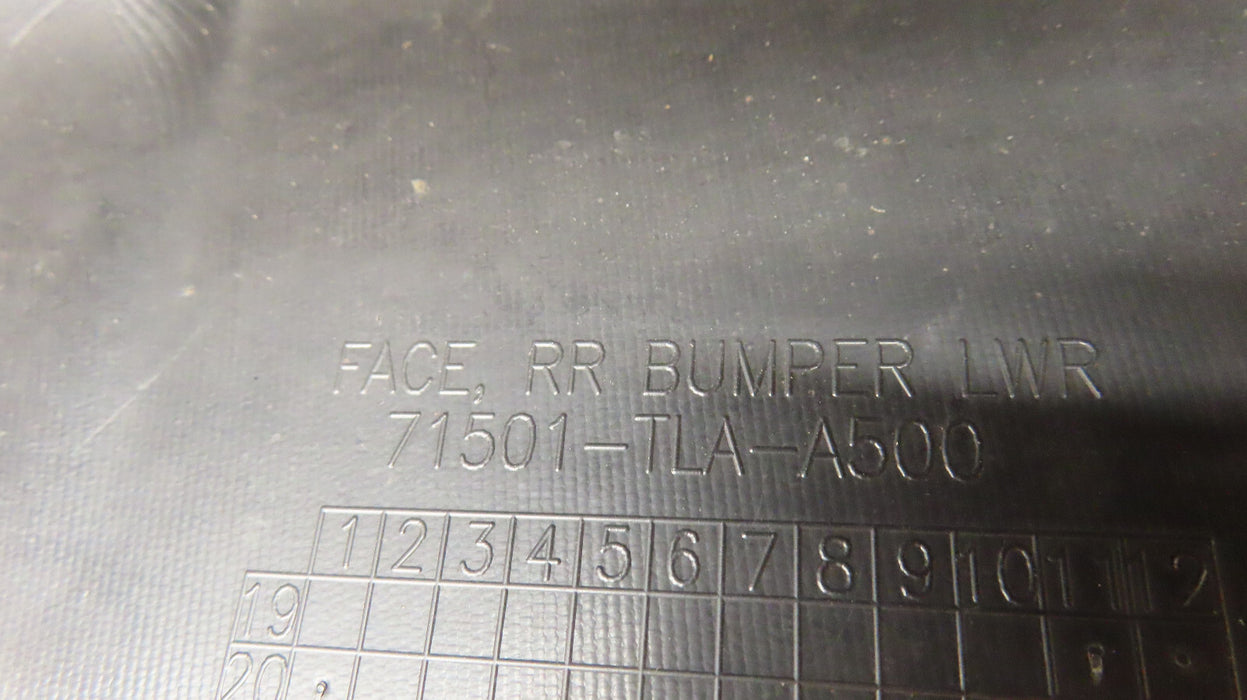 FACE, RR BUMPER LWR
71501-TLA-A500
1 2 3 4 5 6 7 8 9 10 11 12
19
20